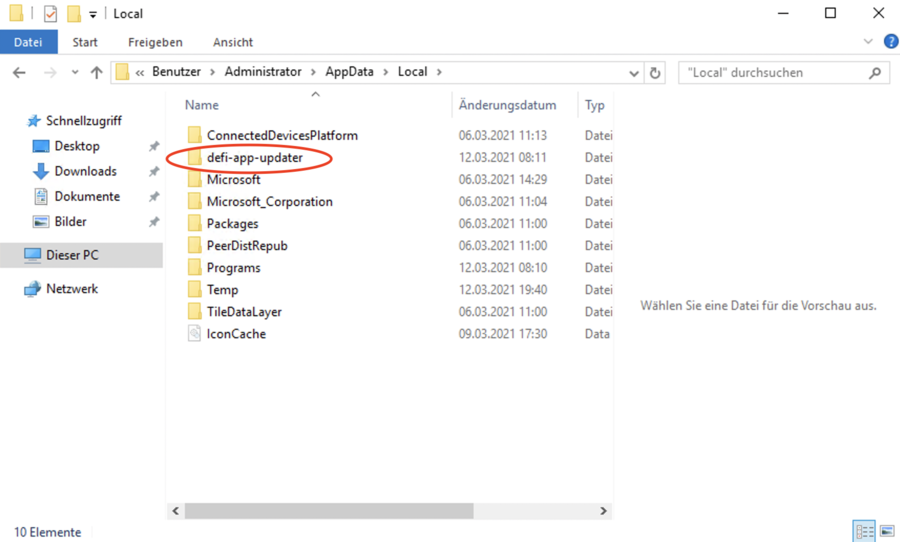 Local
Datei Start Freigeben Ansicht
« Benutzer > Administrator > AppData > Local > "Local" durchsuchen
Name Änderungsdatum Typ
Schnellzugriff
Desktop
Downloads
Dokumente
Bilder
Dieser PC
Netzwerk
ConnectedDevicesPlatform 06.03.2021 11:13 Datei
defi-app-updater 12.03.2021 08:11 Datei
Microsoft 06.03.2021 14:29 Datei
Microsoft_Corporation 06.03.2021 11:04 Datei
Packages 06.03.2021 11:00 Datei
PeerDistRepub 06.03.2021 11:00 Datei
Programs 12.03.2021 08:10 Datei
Temp 12.03.2021 19:40 Datei
TileDataLayer 06.03.2021 11:00 Datei
IconCache 09.03.2021 17:30 Data
Wählen Sie eine Datei für die Vorschau aus.
10 Elemente